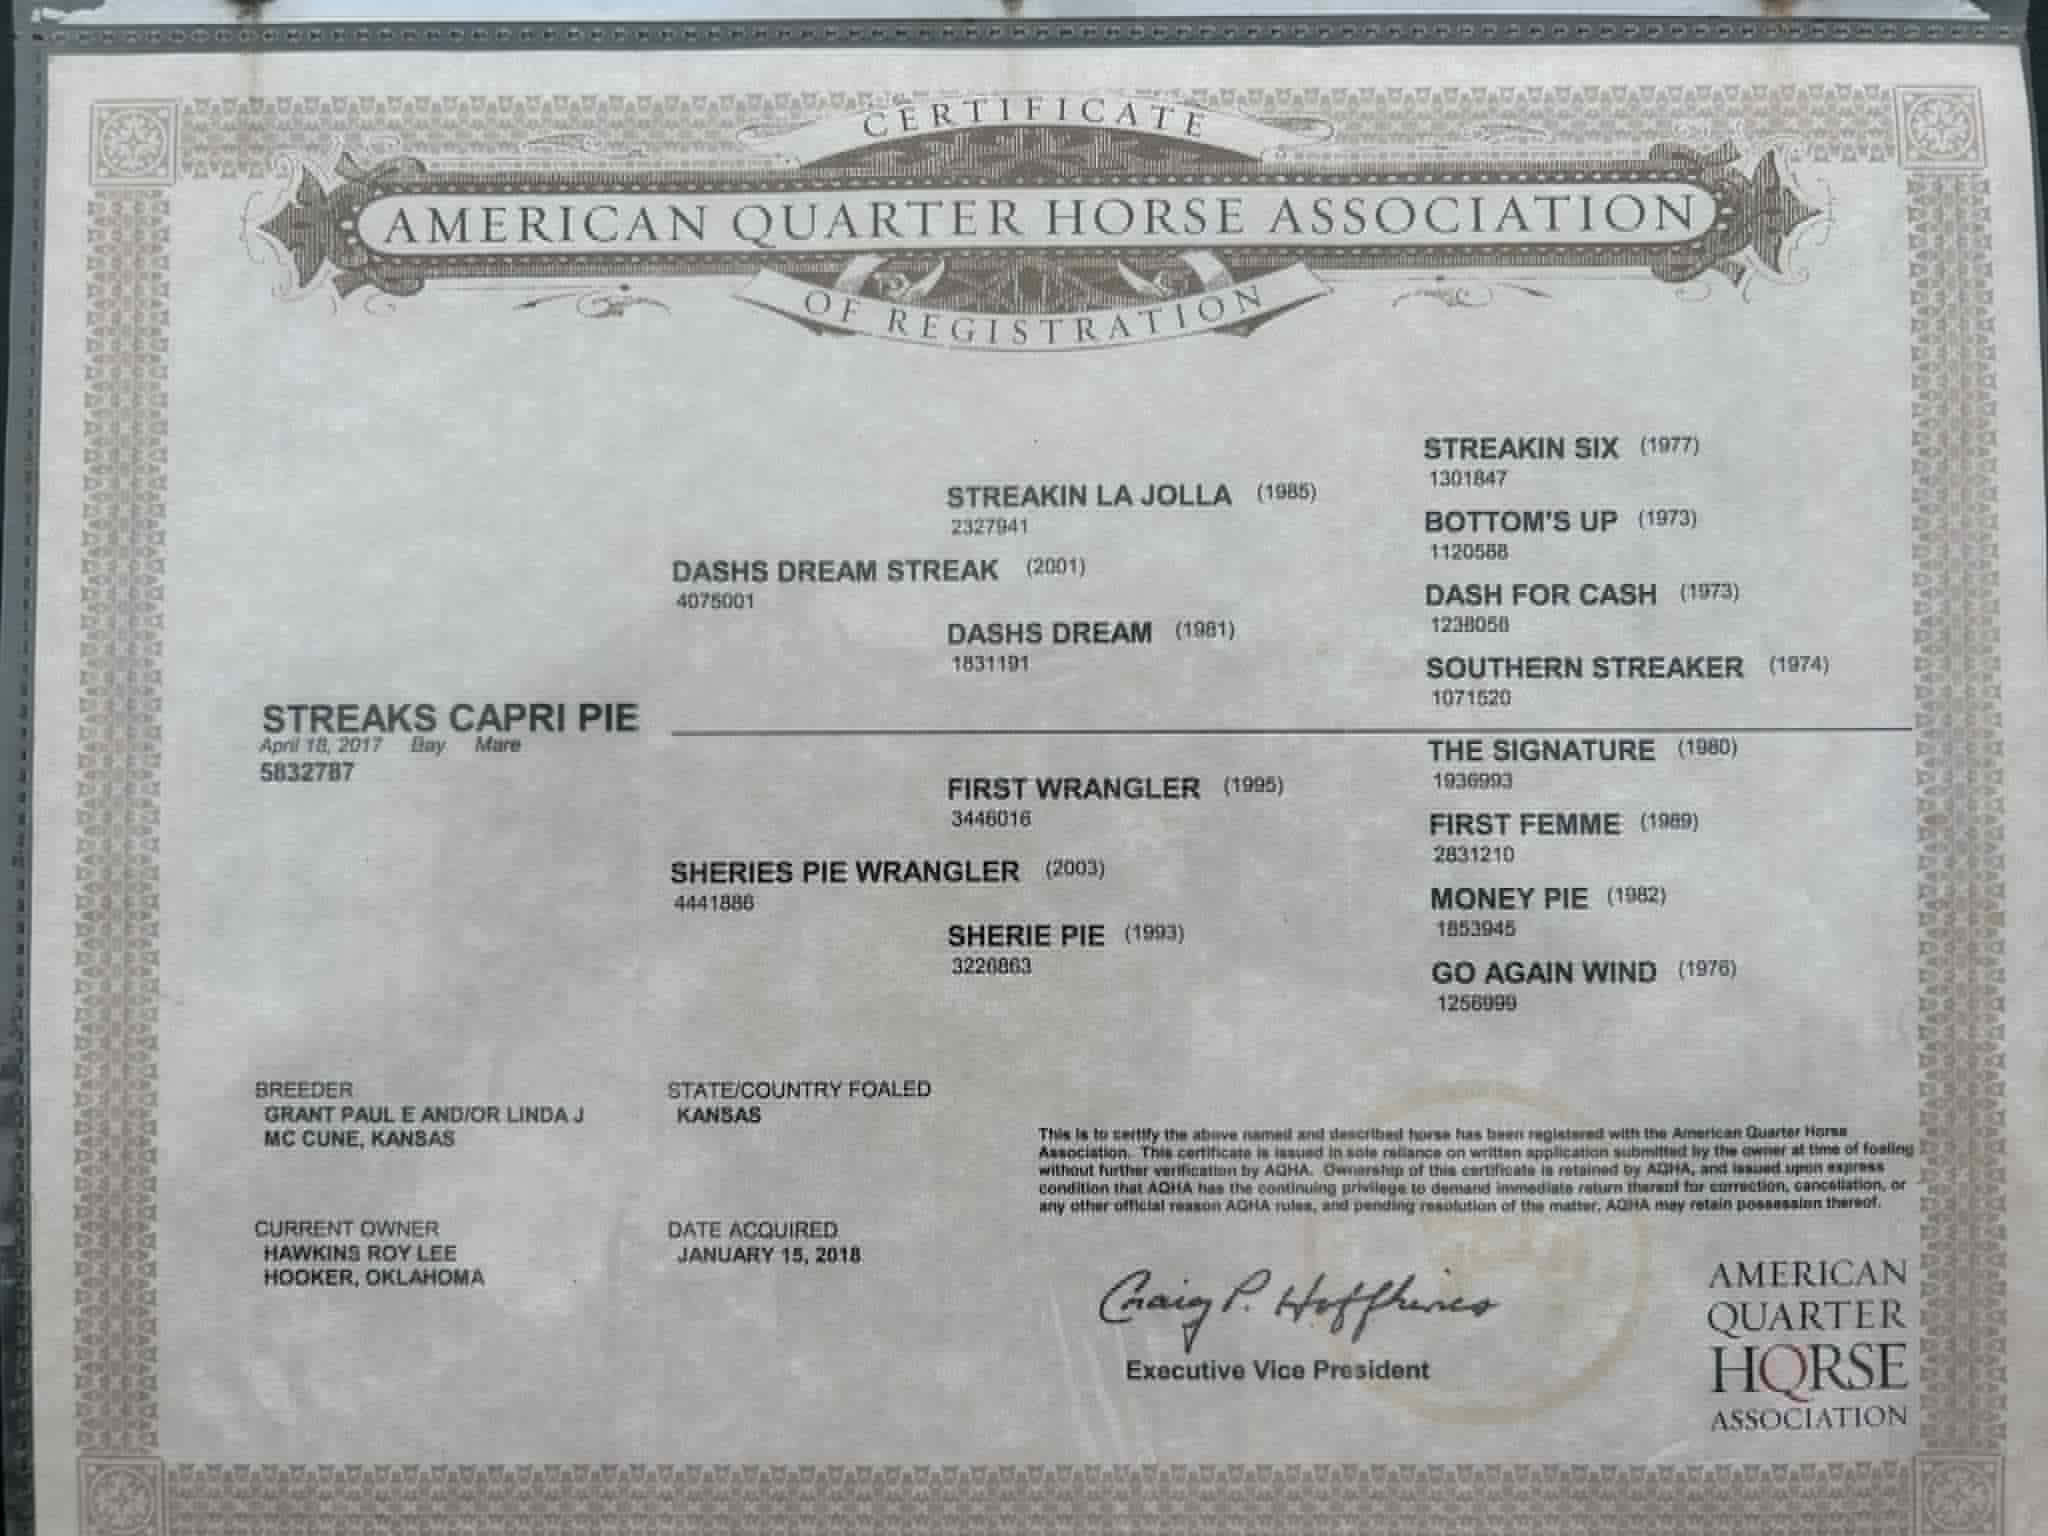 CERTIFICATE
AMERICAN QUARTER HORSE ASSOCIATION
OF REGISTRATION
STREAKIN SIX (1977)
1301847
STREAKIN LA JOLLA (1985)
2327941
BOTTOM'S UP (1973)
1120588
DASHS DREAM STREAK (2001)
4075001
DASH FOR CASH (1973)
1238058
DASHS DREAM (1981)
1831191
SOUTHERN STREAKER (1974)
1071520
STREAKS CAPRI PIE
April 18, 2017 Bay Mare
5832787
THE SIGNATURE (1980)
1936993
FIRST WRANGLER (1995)
3446016
FIRST FEMME (1989)
2831210
SHERIES PIE WRANGLER (2003)
4441886
MONEY PIE (1982)
1853945
SHERIE PIE (1993)
3226863
GO AGAIN WIND (1976)
1256999
BREEDER
GRANT PAUL E AND/OR LINDA J
MC CUNE, KANSAS
STATE/COUNTRY FOALED
KANSAS
This is to certify the above named and described horse has been registered with the American Quarter Horse
Association. This certificate is issued in sole reliance on written application submitted by the owner at time of foaling
without further verification by AQHA. Ownership of this certificate is retained by AQHA, and issued upon express
condition that AQHA has the continuing privilege to demand immediate return thereof for correction, cancellation, or
any other official reason AQHA rules, and pending resolution of the matter, AQHA may retain possession thereof.
CURRENT OWNER
HAWKINS ROY LEE
HOOKER, OKLAHOMA
DATE ACQUIRED
JANUARY 15, 2018
Craig P. Huffhines
Executive Vice President
AMERICAN
QUARTER
HORSE
ASSOCIATION